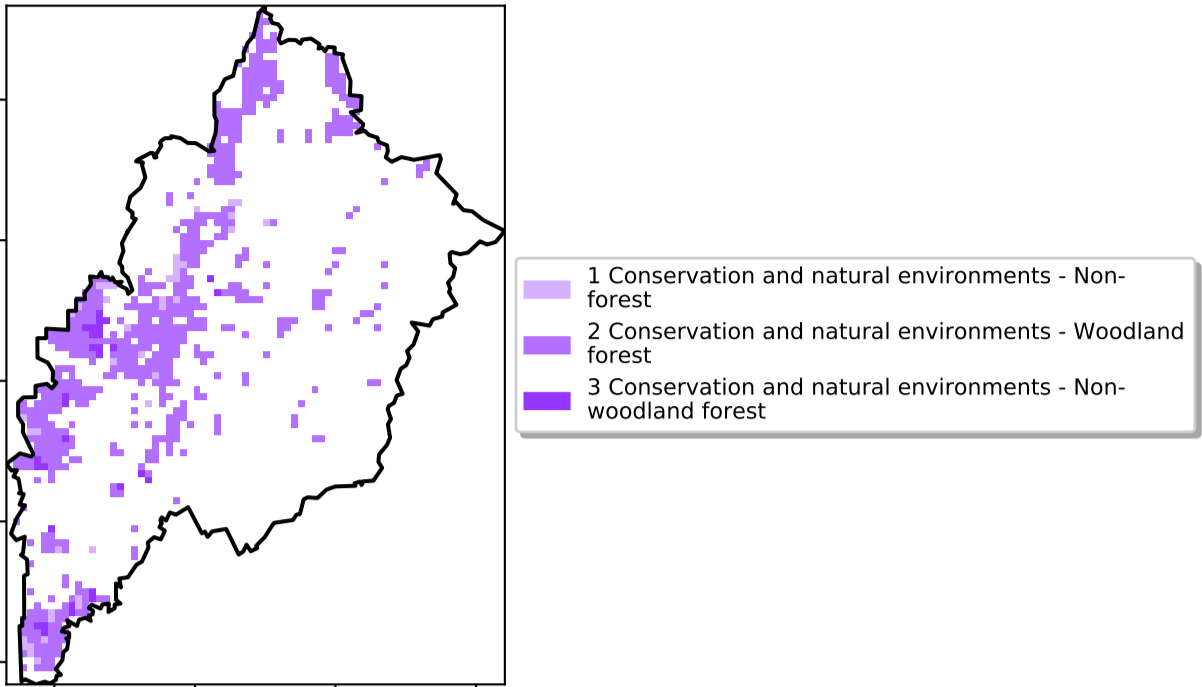 1 Conservation and natural environments - Non-
forest
2 Conservation and natural environments - Woodland
forest
3 Conservation and natural environments - Non-
woodland forest